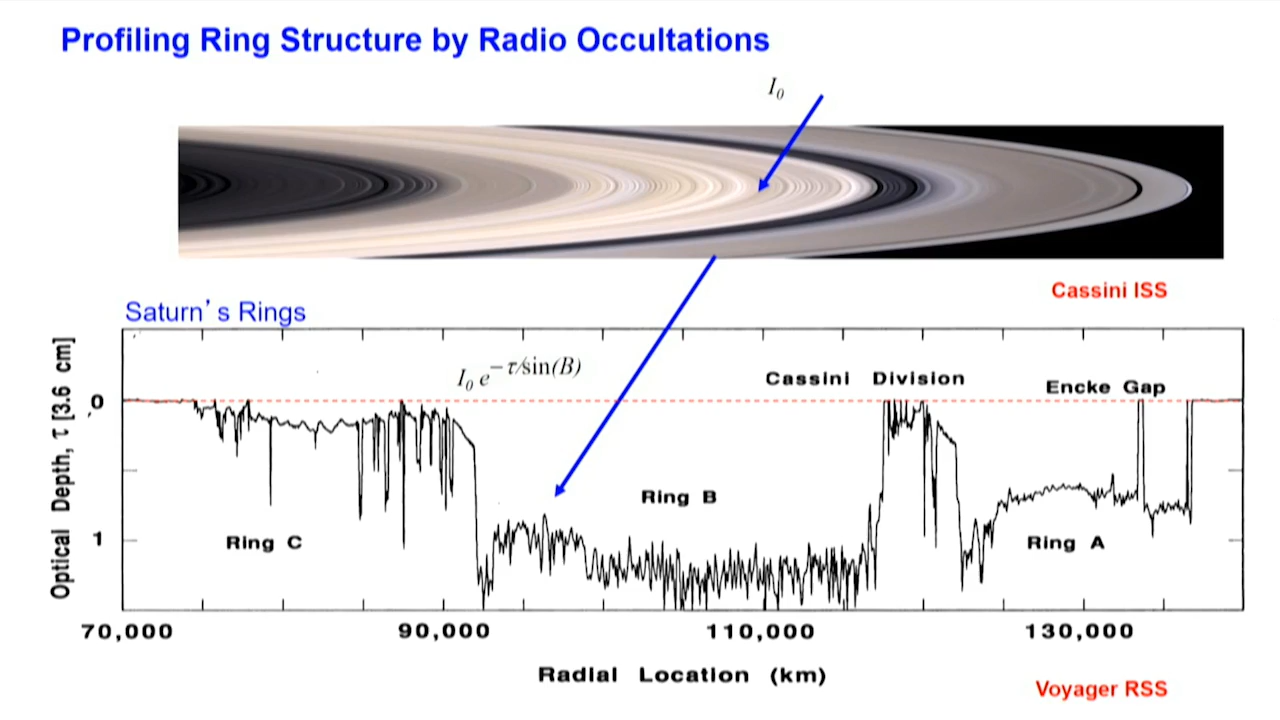 Profiling Ring Structure by Radio Occultations
I₀
Cassini ISS
Saturn's Rings
I₀ e^−τ/sin(B)
Cassini Division
Encke Gap
Optical Depth, τ [3.6 cm]
0
Ring B
1
Ring C
Ring A
70,000 90,000 110,000 130,000
Radial Location (km)
Voyager RSS